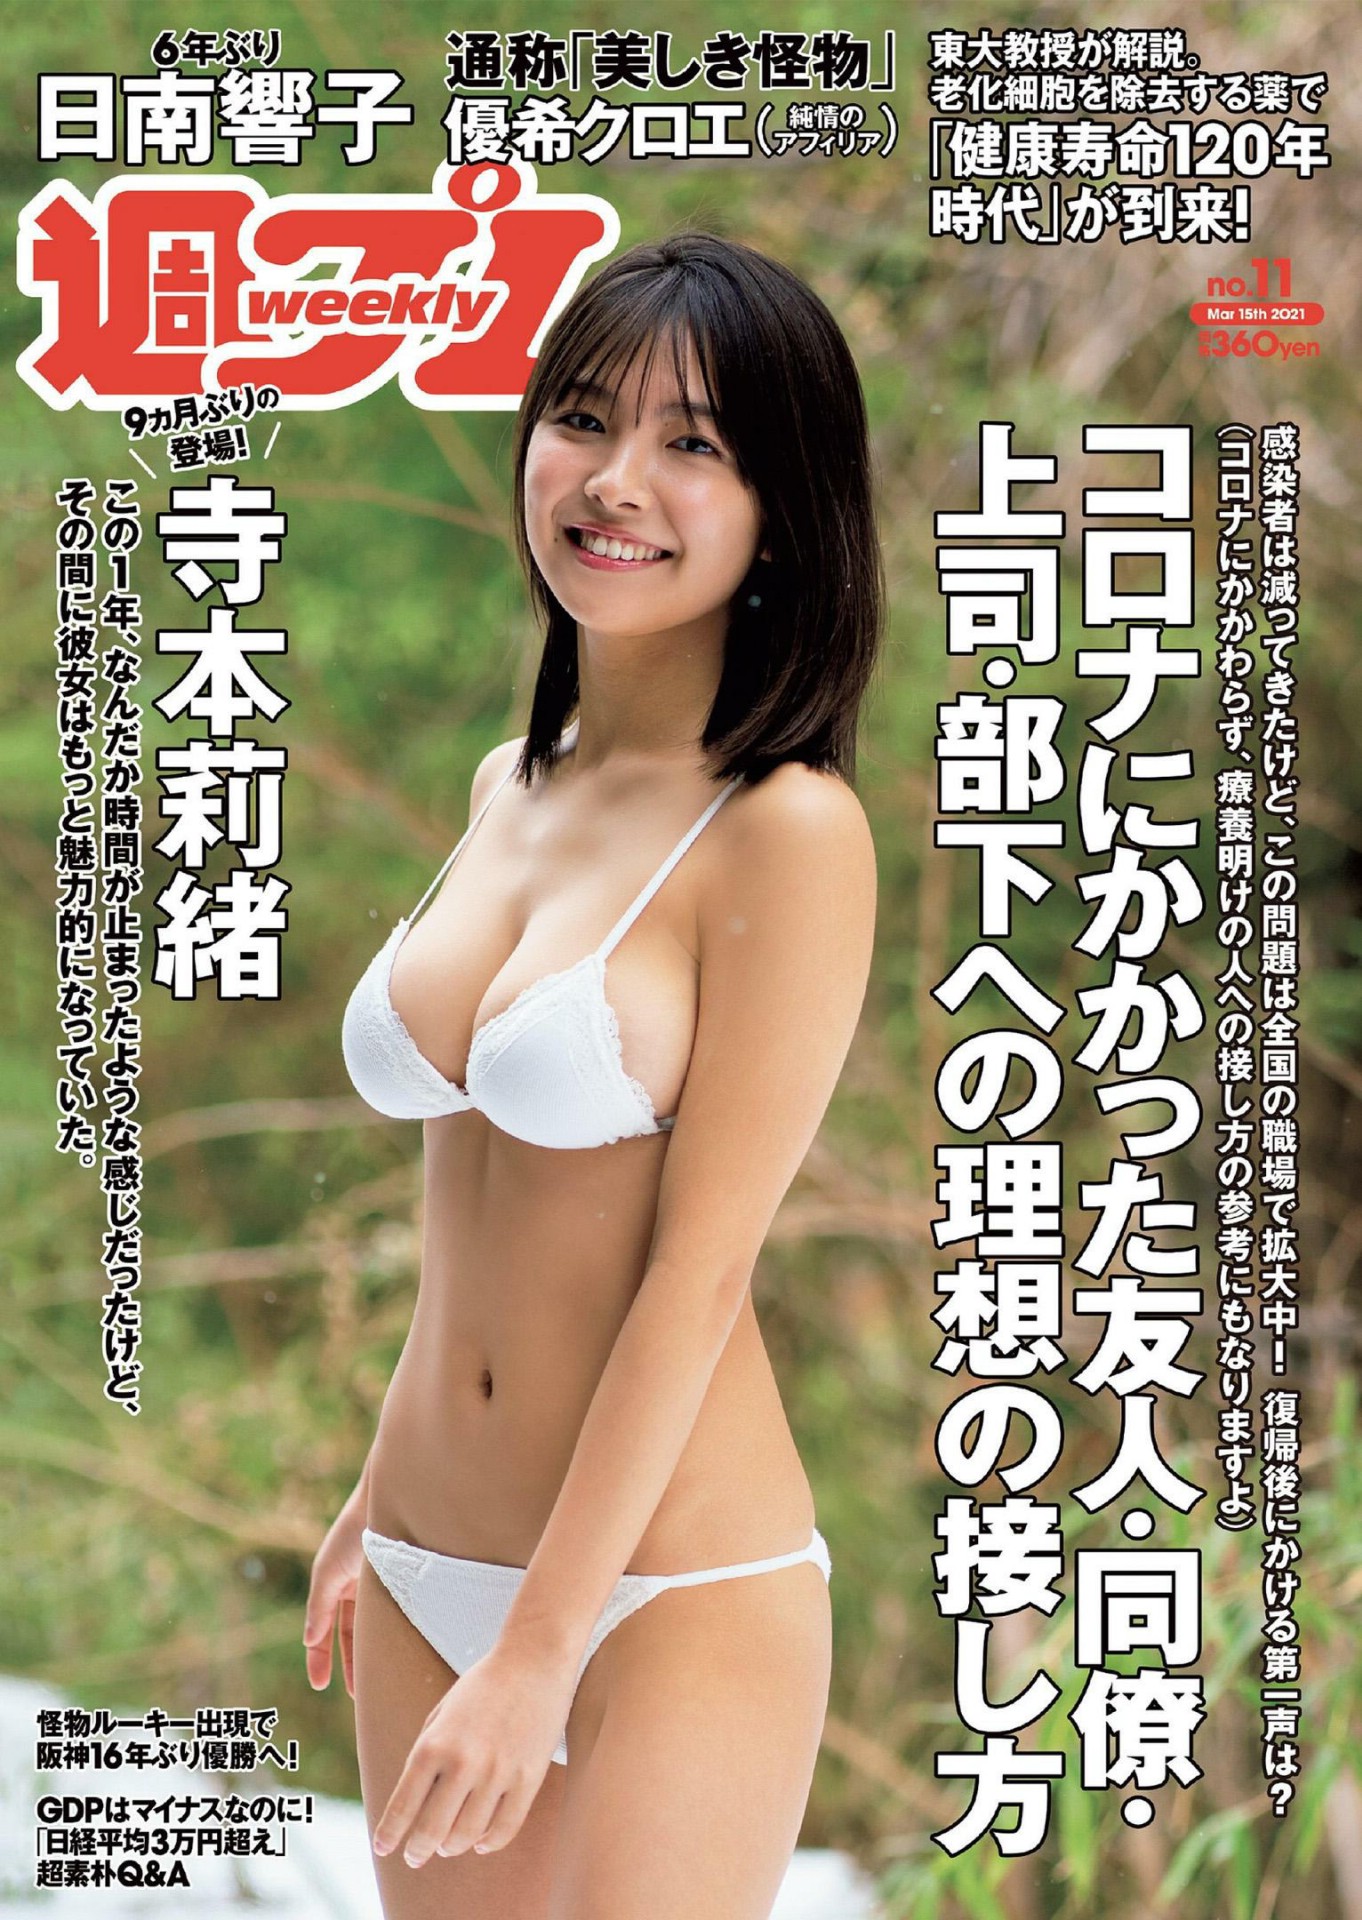 6年ぶり
日南響子
通称「美しき怪物」
優希クロエ(純情のアフィリア)
東大教授が解説。
老化細胞を除去する薬で
「健康寿命120年
時代」が到来!
週プレ
weekly
no.11
Mar 15th 2021
360yen
9カ月ぶりの
登場!
寺本莉緒
この1年、なんだか時間が止まったような感じだったけど、
その間に彼女はもっと魅力的になっていた。
感染者は減ってきたけど、この問題は全国の職場で拡大中! 復帰後にかける第一声は?
(コロナにかかわらず、療養明けの人への接し方の参考にもなりますよ)
コロナにかかった友人・同僚・
上司・部下への理想の接し方
怪物ルーキー出現で
阪神16年ぶり優勝へ!
GDPはマイナスなのに!
「日経平均3万円超え」
超素朴Q&A